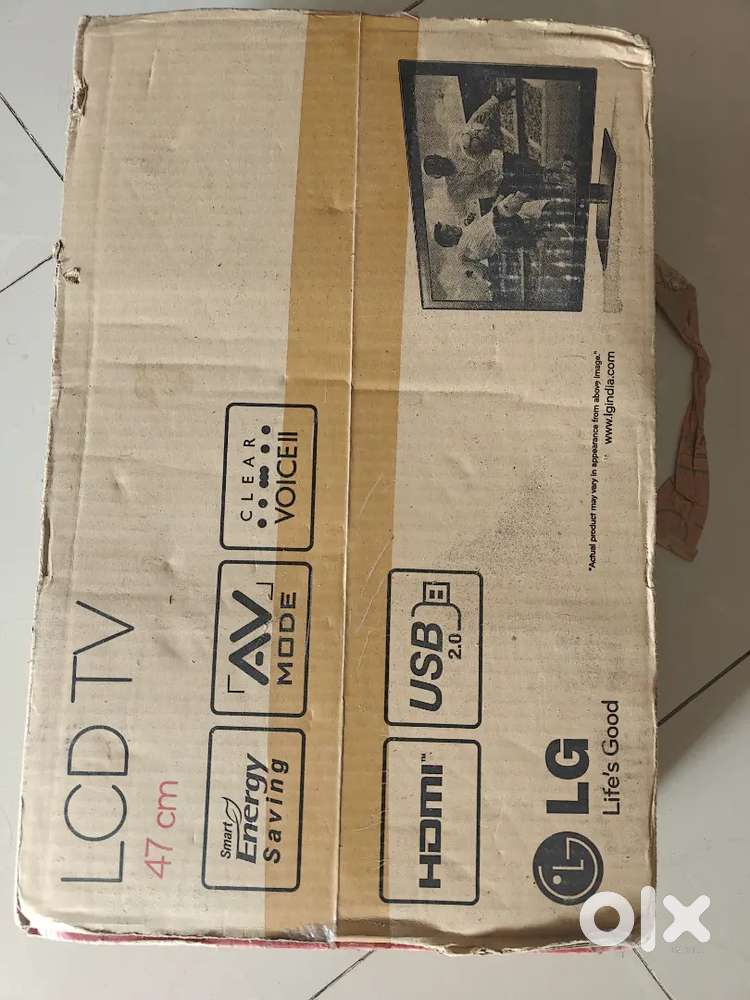 LCD TV
47 cm
Smart
Energy
Saving
AV
MODE
CLEAR
VOICE II
HDMI™
USB
2.0
LG
Life's Good
"Actual product may vary in appearance from above image."
www.lgindia.com
olx